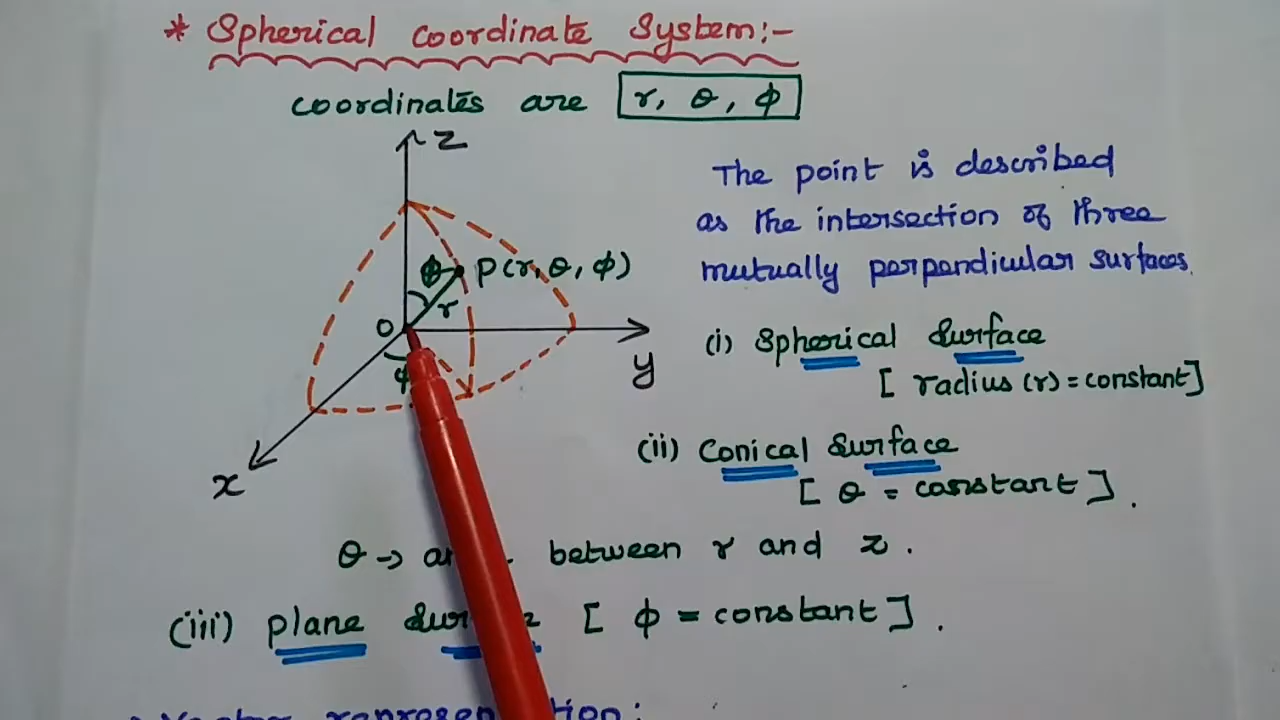 * Spherical coordinate System:-
coordinates are r, θ, φ
z
The point is described
as the intersection of three
mutually perpendicular surfaces.
θ P(r, θ, φ)
r
O
y
φ
x
(i) Spherical Surface
[ radius (r) = constant]
(ii) Conical Surface
[ θ = constant ].
θ → between r and z.
(iii) plane [ φ = constant ].